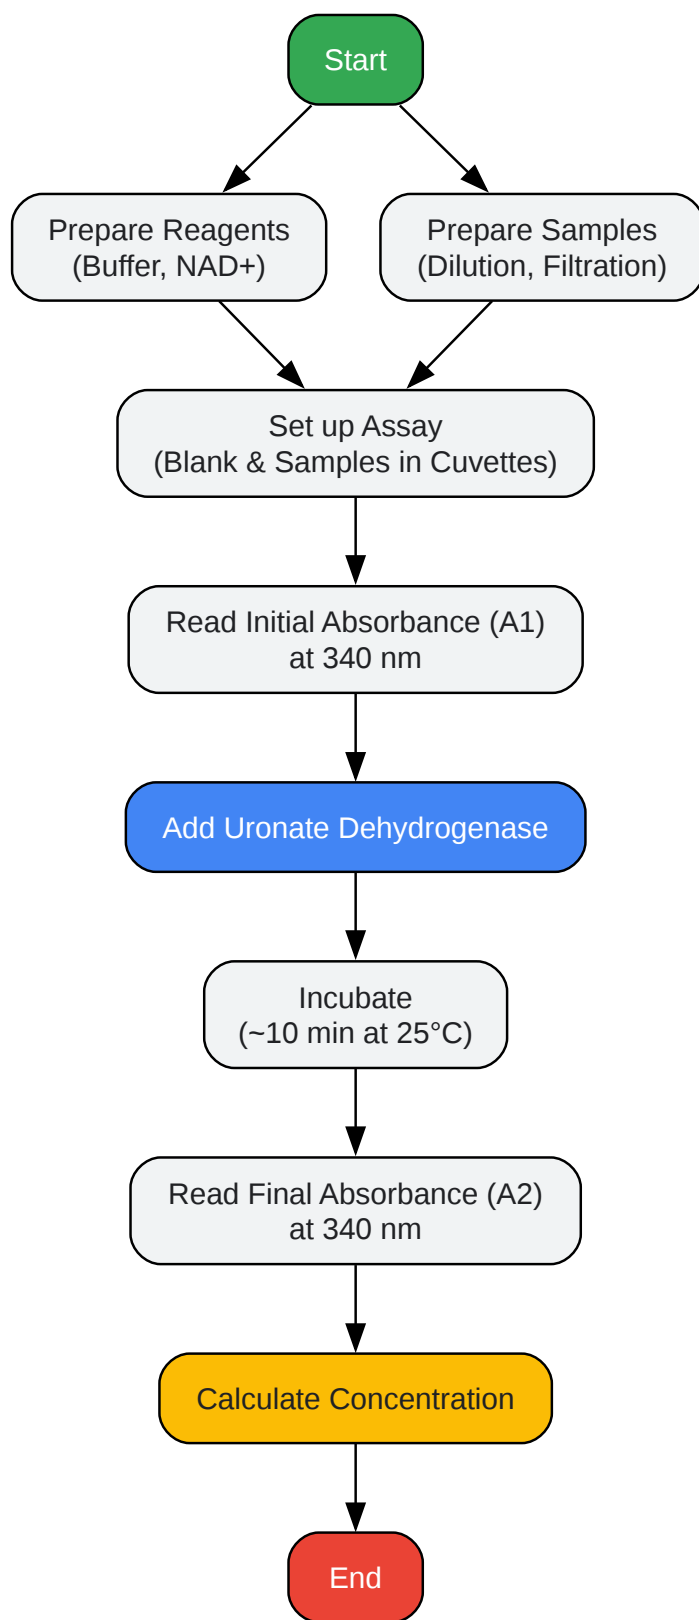 Start
Prepare Reagents
(Buffer, NAD+)
Prepare Samples
(Dilution, Filtration)
Set up Assay
(Blank & Samples in Cuvettes)
Read Initial Absorbance (A1)
at 340 nm
Add Uronate Dehydrogenase
Incubate
(~10 min at 25°C)
Read Final Absorbance (A2)
at 340 nm
Calculate Concentration
End